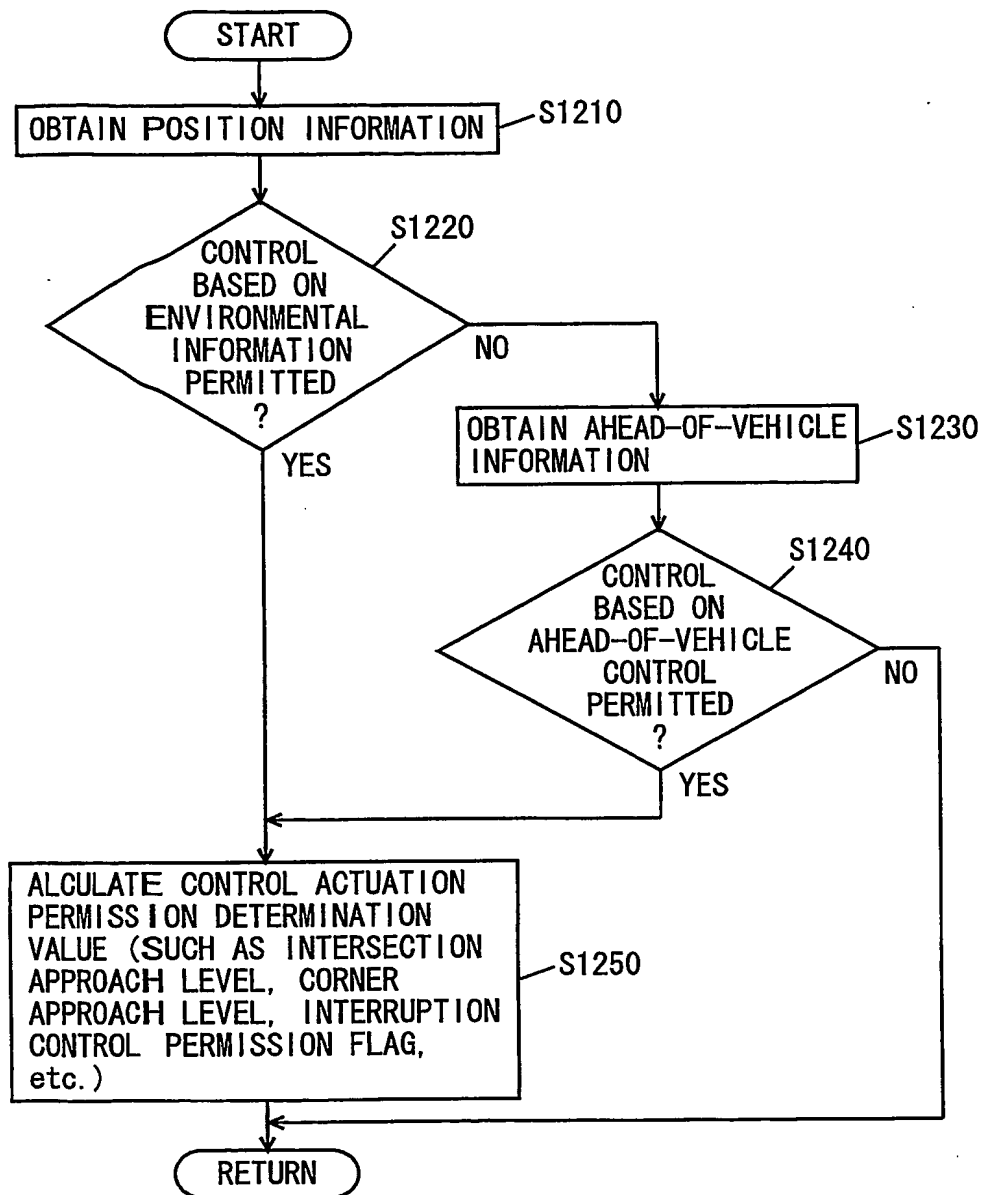 START
OBTAIN POSITION INFORMATION
S1210
S1220
CONTROL
BASED ON
ENVIRONMENTAL
INFORMATION
PERMITTED
?
NO
YES
OBTAIN AHEAD-OF-VEHICLE
INFORMATION
S1230
S1240
CONTROL
BASED ON
AHEAD-OF-VEHICLE
CONTROL
PERMITTED
?
NO
YES
ALCULATE CONTROL ACTUATION
PERMISSION DETERMINATION
VALUE (SUCH AS INTERSECTION
APPROACH LEVEL, CORNER
APPROACH LEVEL, INTERRUPTION
CONTROL PERMISSION FLAG,
etc.)
S1250
RETURN